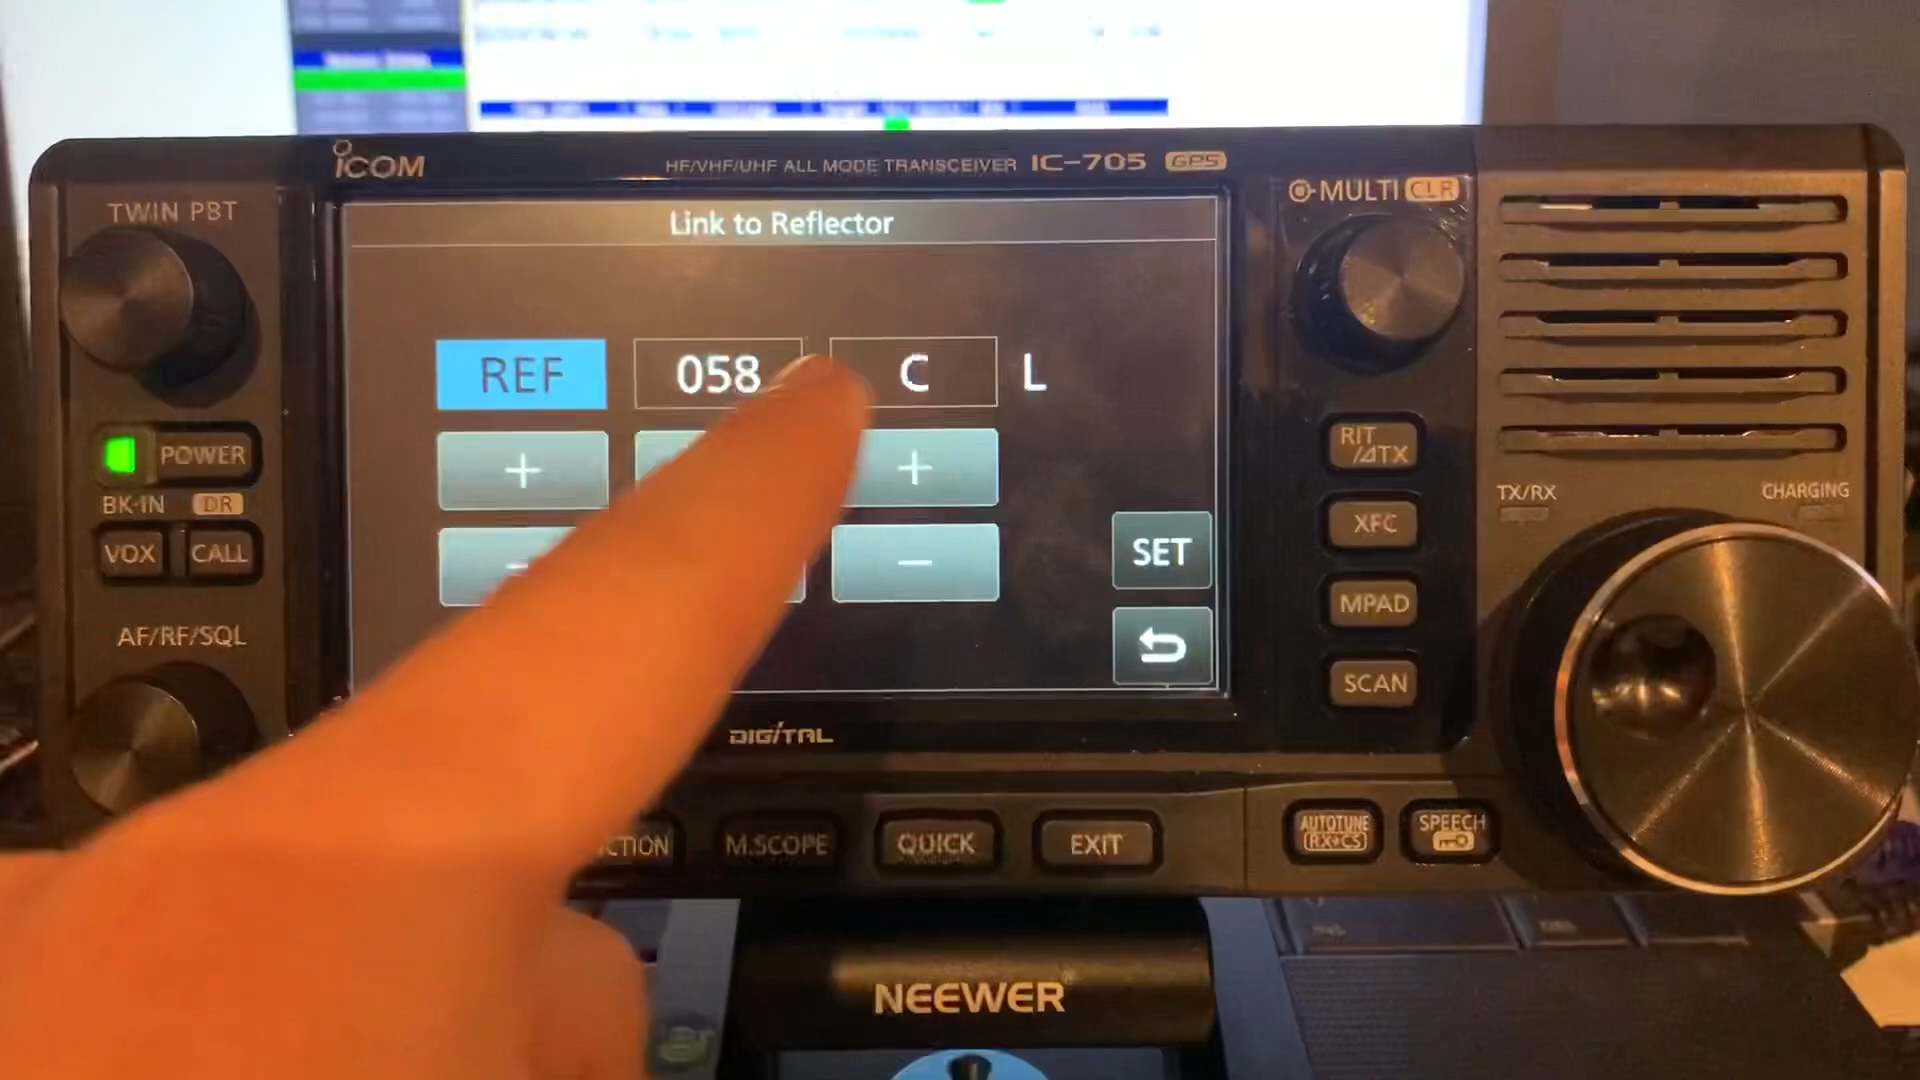 ICOM
HF/VHF/UHF ALL MODE TRANSCEIVER IC-705 GPS
MULTI CLR
TWIN PBT
Link to Reflector
REF 058 C L
+ +
− −
SET
POWER
BK-IN DR
VOX CALL
AF/RF/SQL
RIT
/⊿TX
XFC
MPAD
SCAN
TX/RX
CHARGING
DIGITAL
CTION
M.SCOPE
QUICK
EXIT
AUTOTUNE
RX→CS
SPEECH
NEEWER®